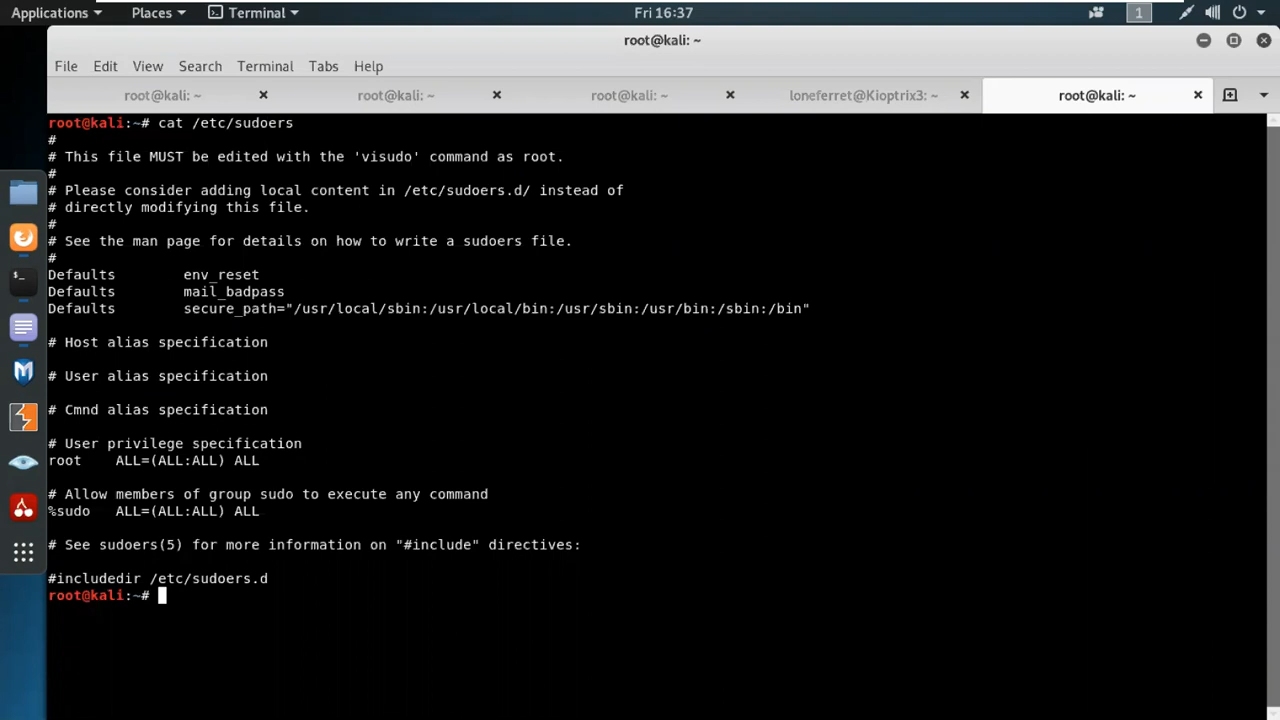 Applications Places Terminal Fri 16:37 1
root@kali: ~
File Edit View Search Terminal Tabs Help
root@kali: ~ root@kali: ~ root@kali: ~ loneferret@Kioptrix3: ~ root@kali: ~
root@kali:~# cat /etc/sudoers
#
# This file MUST be edited with the 'visudo' command as root.
#
# Please consider adding local content in /etc/sudoers.d/ instead of
# directly modifying this file.
#
# See the man page for details on how to write a sudoers file.
#
Defaults        env_reset
Defaults        mail_badpass
Defaults        secure_path="/usr/local/sbin:/usr/local/bin:/usr/sbin:/usr/bin:/sbin:/bin"
# Host alias specification
# User alias specification
# Cmnd alias specification
# User privilege specification
root    ALL=(ALL:ALL) ALL
# Allow members of group sudo to execute any command
%sudo   ALL=(ALL:ALL) ALL
# See sudoers(5) for more information on "#include" directives:
#includedir /etc/sudoers.d
root@kali:~#